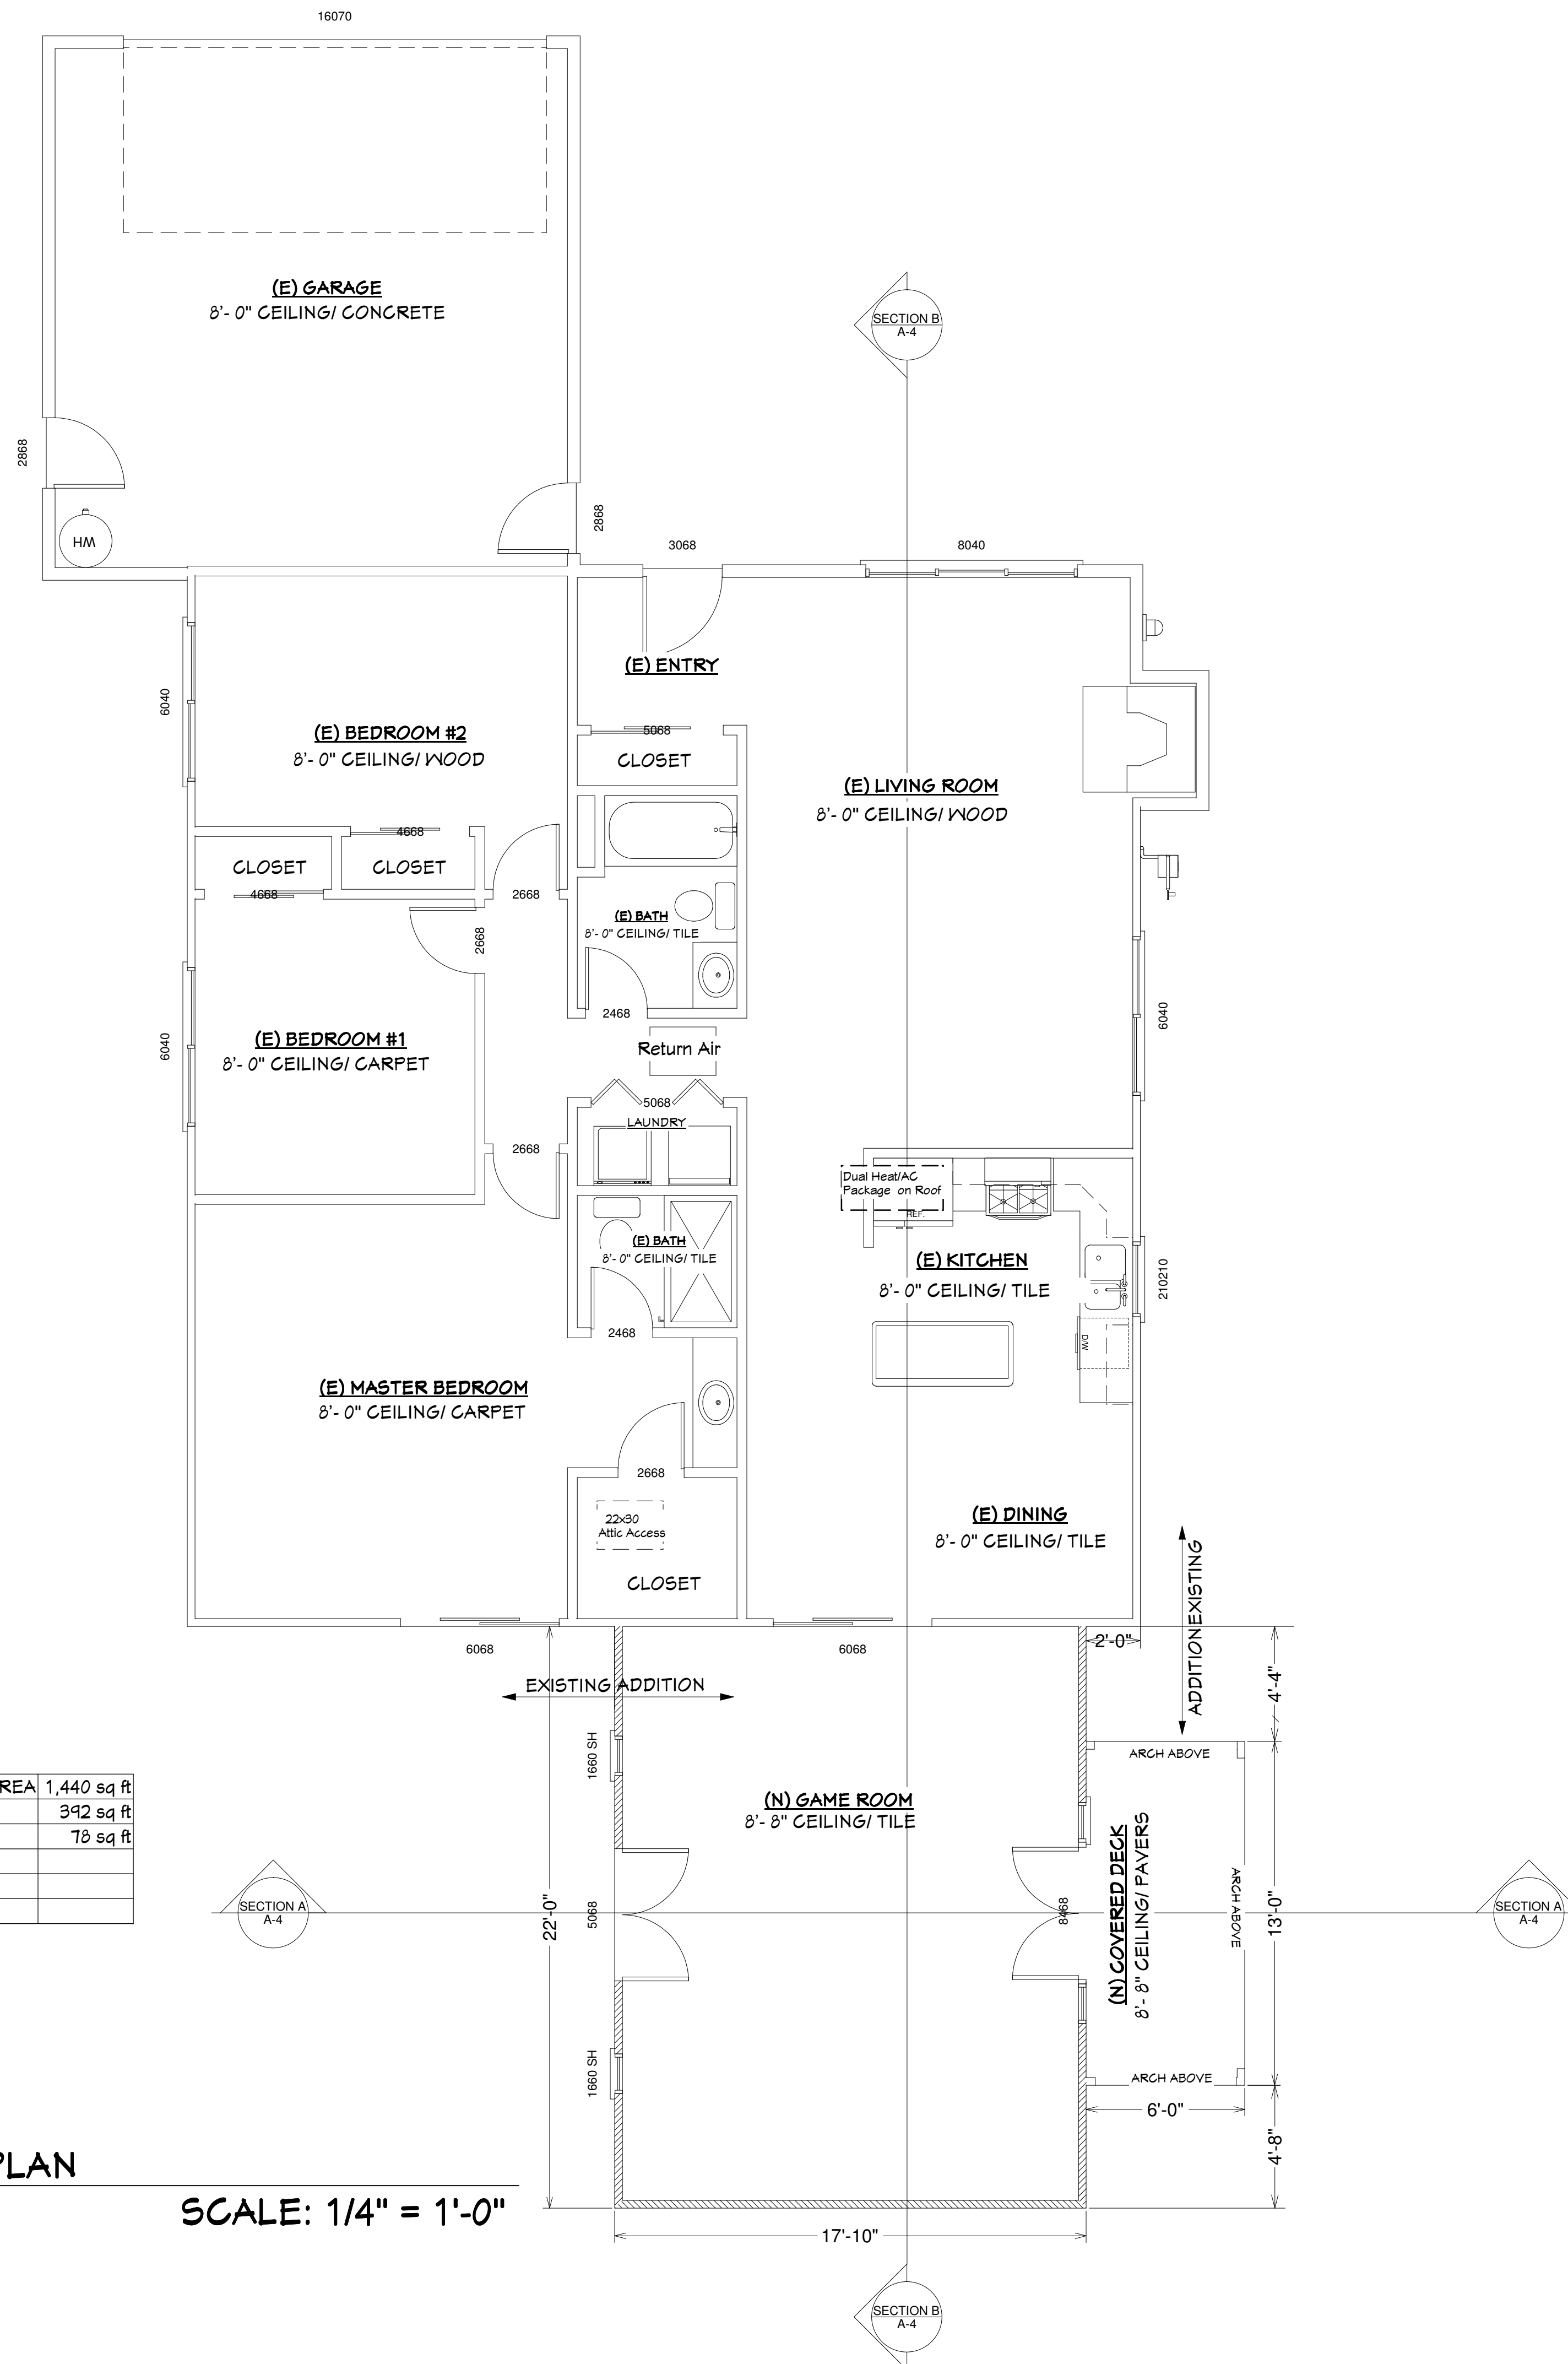 16070
(E) GARAGE
8'- 0" CEILING/ CONCRETE
SECTION B
A-4
2868
2868
WH
3068
8040
(E) ENTRY
6040
5068
(E) BEDROOM #2
8'- 0" CEILING/ WOOD
CLOSET
(E) LIVING ROOM
8'- 0" CEILING/ WOOD
4668
CLOSET
CLOSET
4668
2668
(E) BATH
8'- 0" CEILING/ TILE
2668
2468
6040
6040
(E) BEDROOM #1
8'- 0" CEILING/ CARPET
Return Air
5068
LAUNDRY
2668
Dual Heat/AC
Package on Roof
REF.
(E) BATH
8'- 0" CEILING/ TILE
(E) KITCHEN
8'- 0" CEILING/ TILE
210210
2468
D/W
(E) MASTER BEDROOM
8'- 0" CEILING/ CARPET
2668
22x30
Attic Access
(E) DINING
8'- 0" CEILING/ TILE
CLOSET
ADDITION EXISTING
6068
6068
2'-0"
4'-4"
EXISTING ADDITION
1660 SH
ARCH ABOVE
(N) GAME ROOM
8'- 8" CEILING/ TILE
REA 1,440 sq ft
392 sq ft
78 sq ft
SECTION A
A-4
22'-0"
5068
8468
(N) COVERED DECK
8'- 8" CEILING/ PAVERS
ARCH ABOVE
13'-0"
SECTION A
A-4
1660 SH
ARCH ABOVE
6'-0"
4'-8"
PLAN
SCALE: 1/4" = 1'-0"
17'-10"
SECTION B
A-4